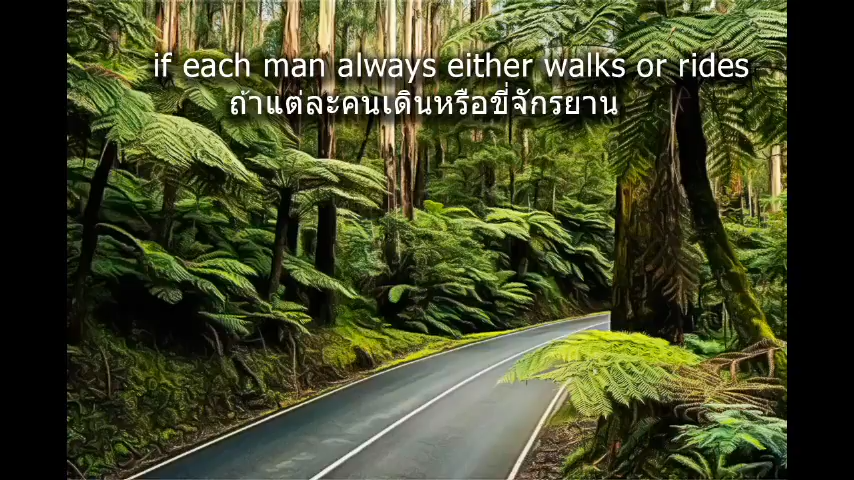 if each man always either walks or rides
ถ้าแต่ละคนเดินหรือขี่จักรยาน